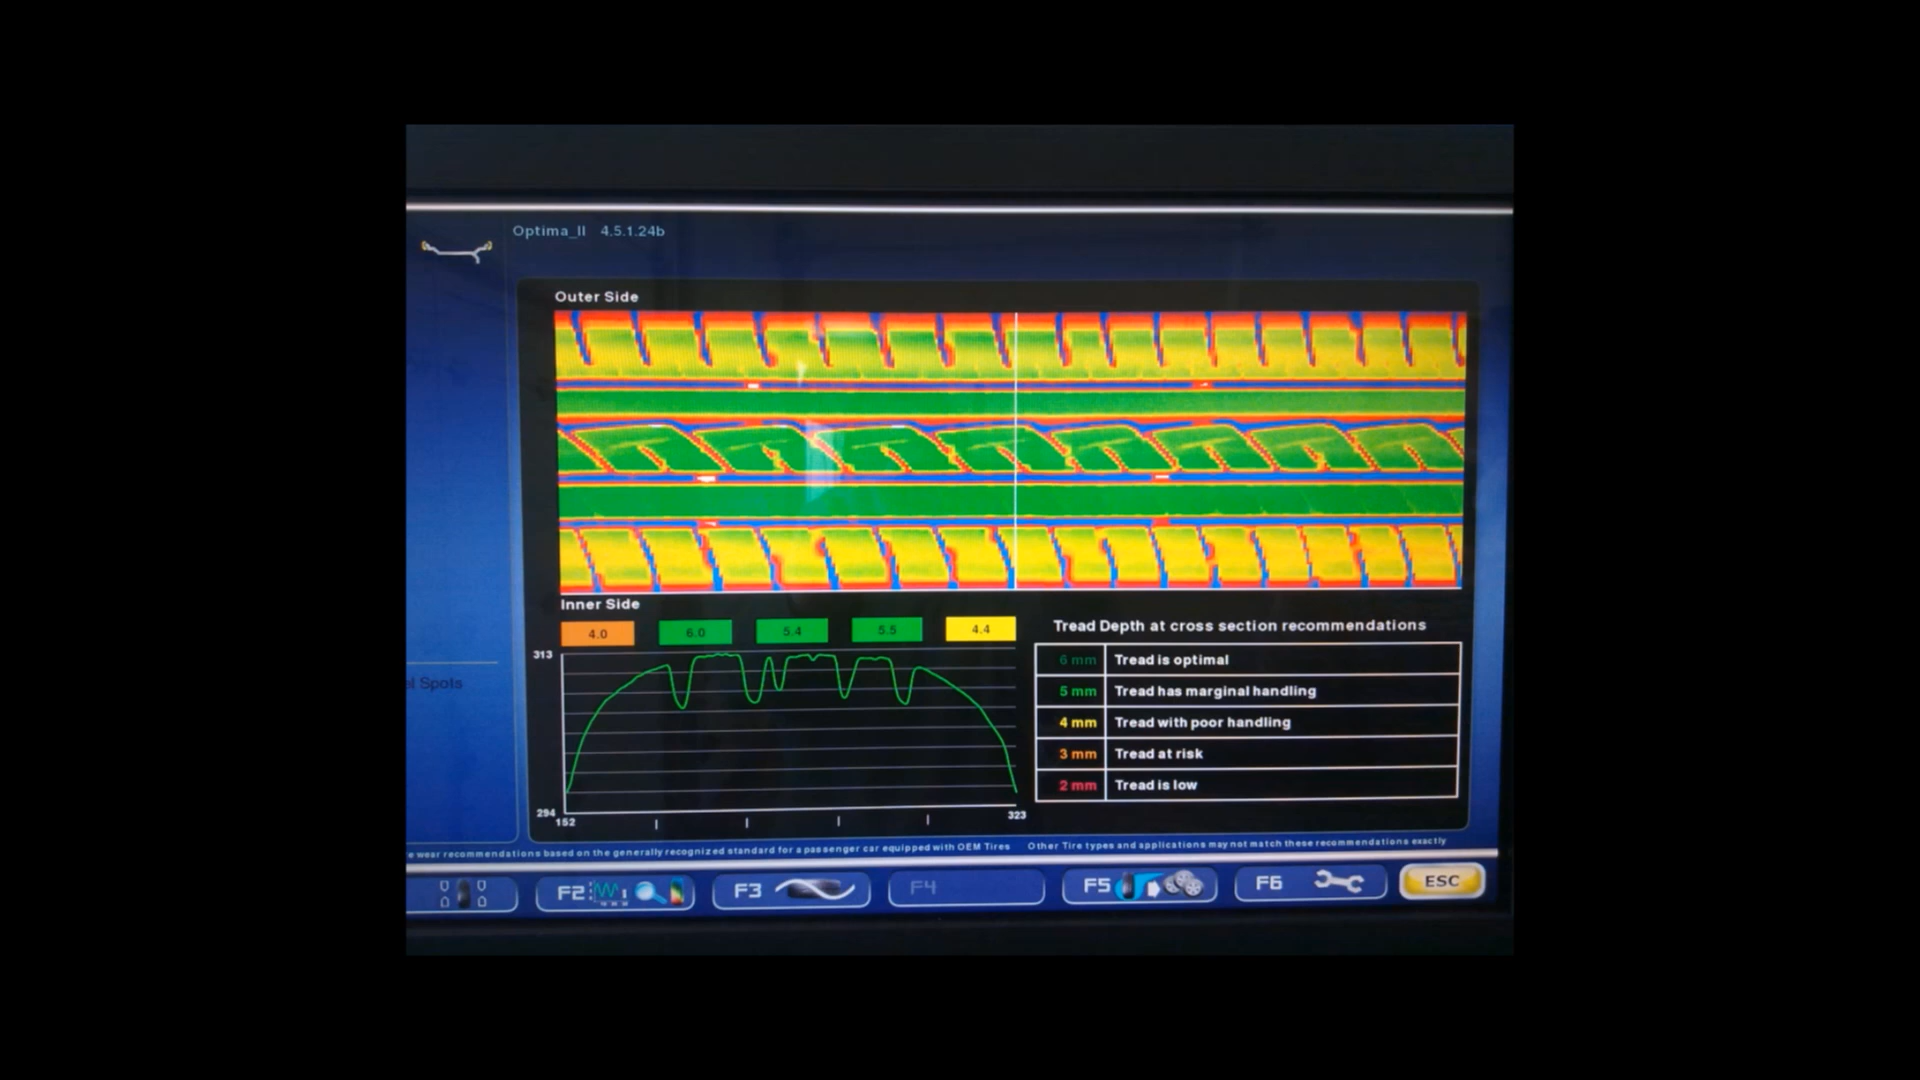 Optima_II 4.5.1.24b
Outer Side
Inner Side
4.0 6.0 5.4 5.5 4.4
313
294
152
323
el Spots
Tread Depth at cross section recommendations
6 mm Tread is optimal
5 mm Tread has marginal handling
4 mm Tread with poor handling
3 mm Tread at risk
2 mm Tread is low
e wear recommendations based on the generally recognized standard for a passenger car equipped with OEM Tires Other Tire types and applications may not match these recommendations exactly
F2
F3
F4
F5
F6
ESC